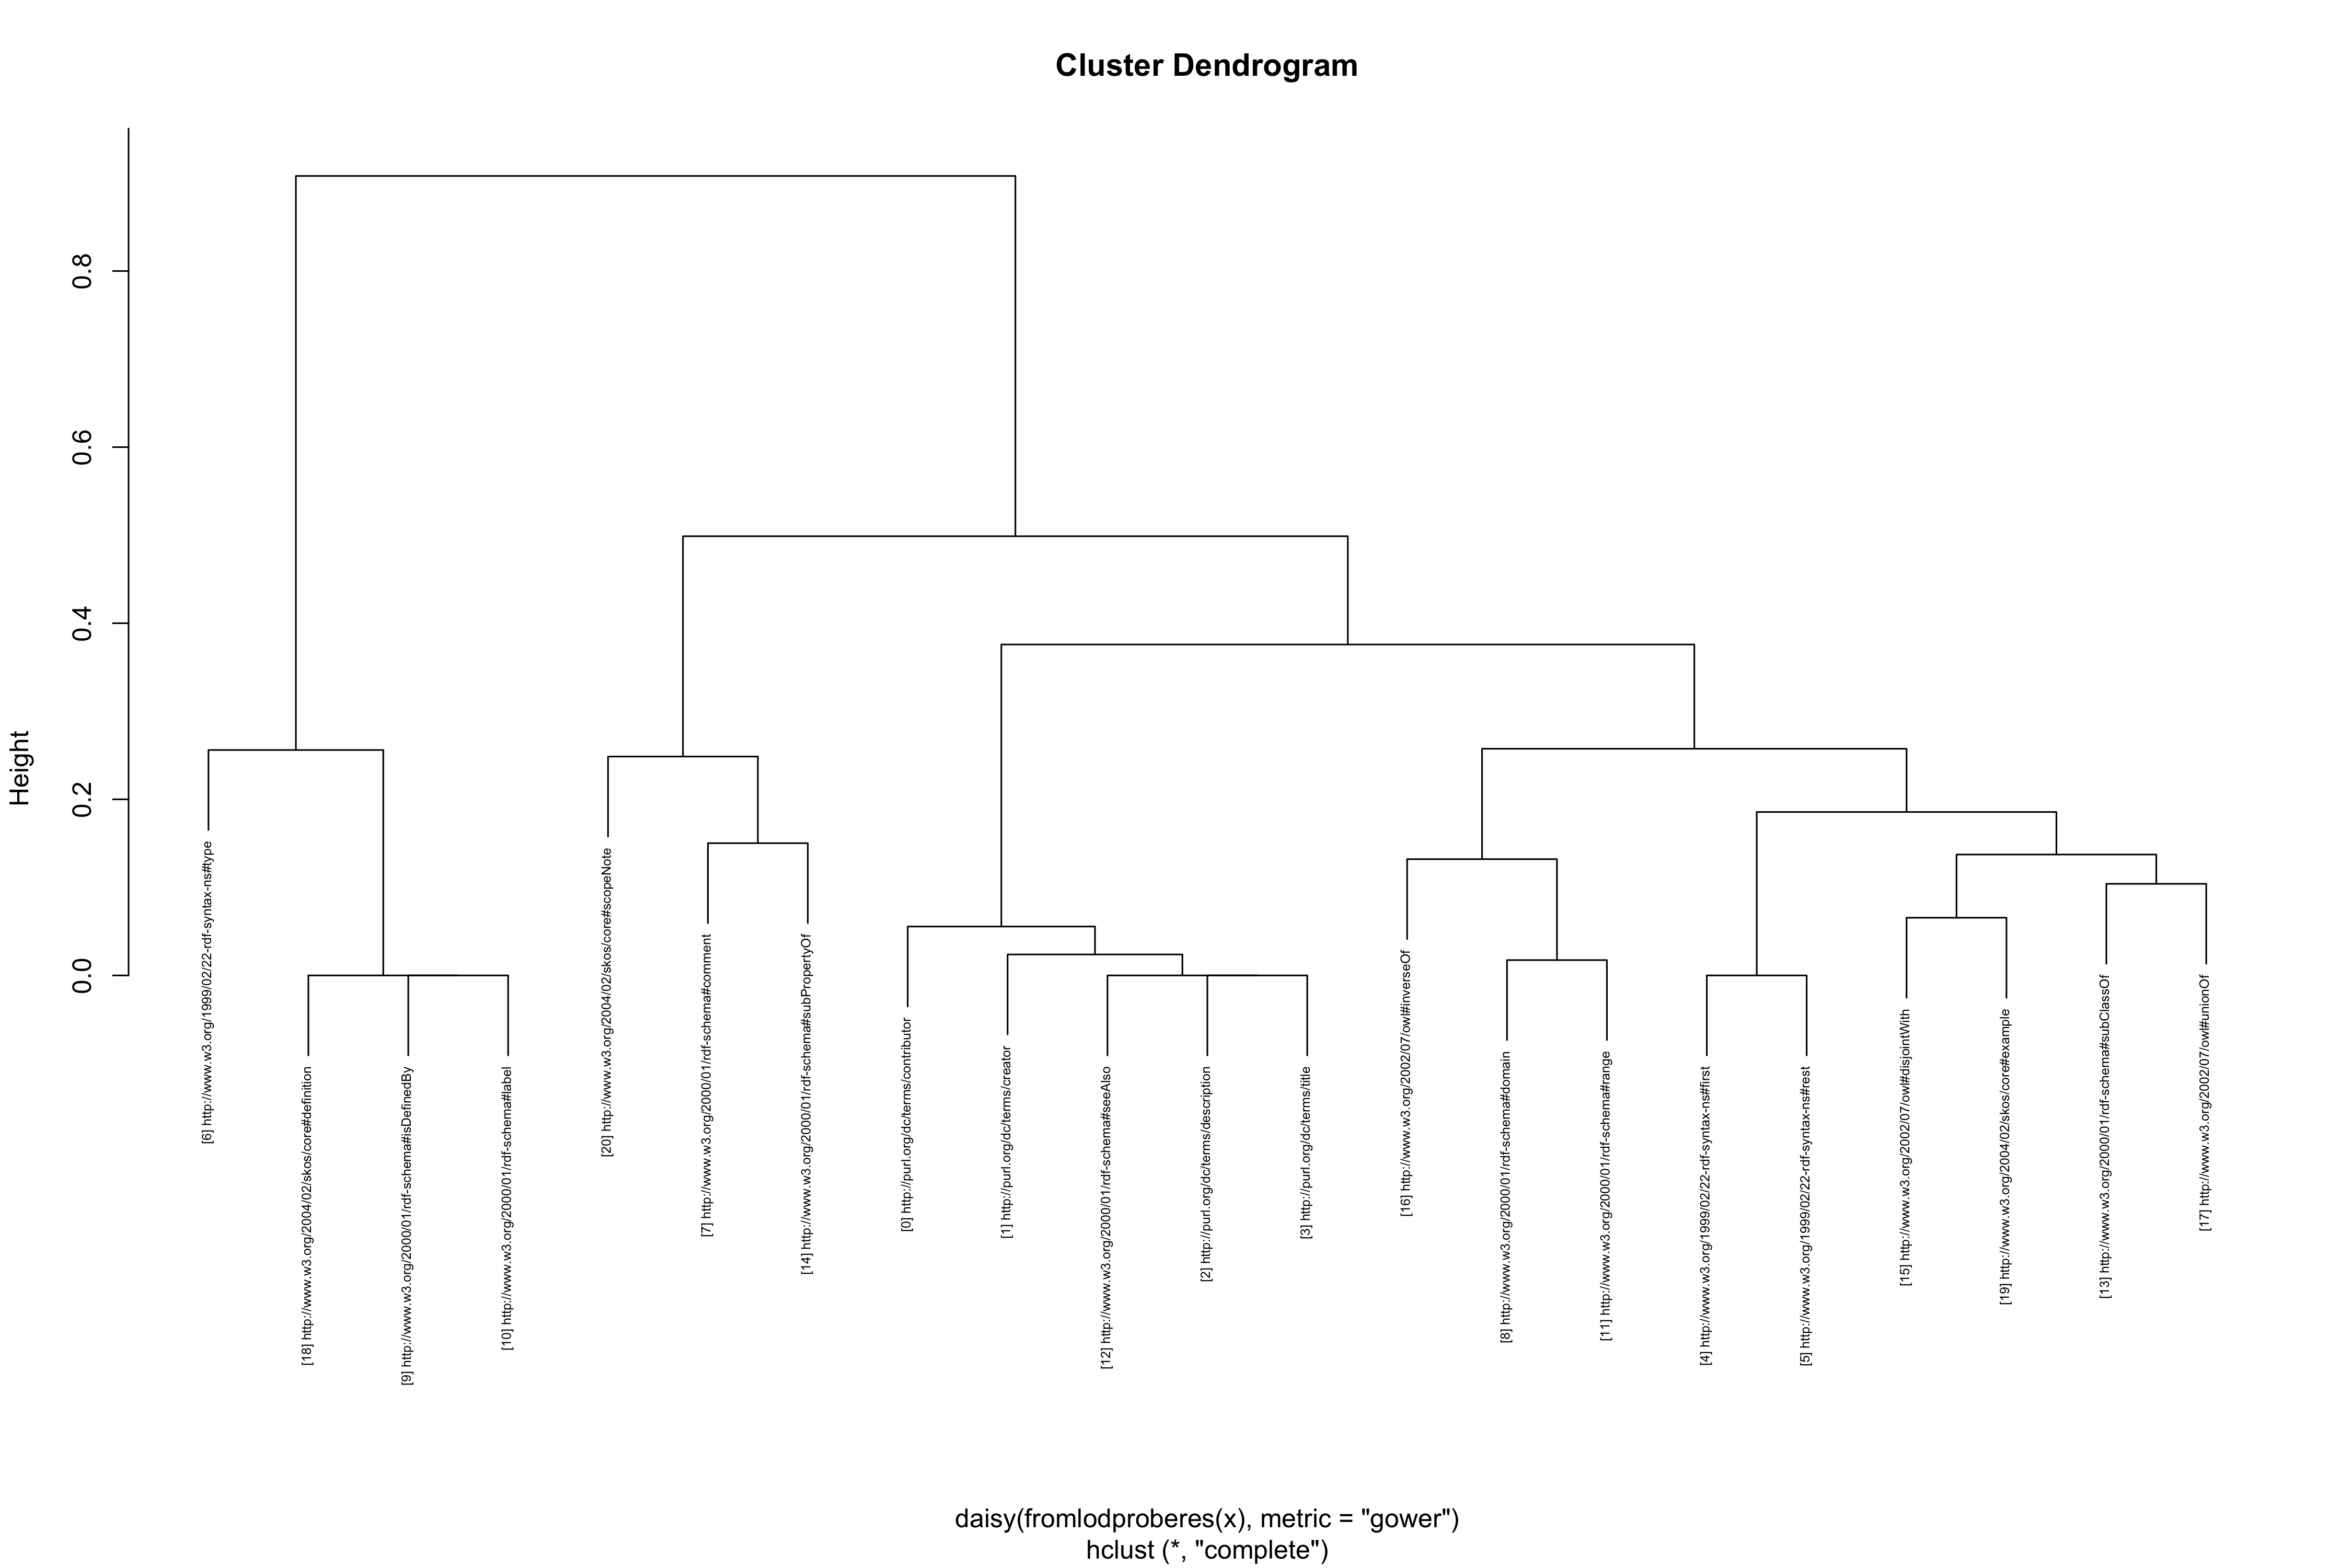 Cluster Dendrogram
Height
0.8
0.6
0.4
0.2
0.0
[6] http://www.w3.org/1999/02/22-rdf-syntax-ns#type
[18] http://www.w3.org/2004/02/skos/core#definition
[9] http://www.w3.org/2000/01/rdf-schema#isDefinedBy
[10] http://www.w3.org/2000/01/rdf-schema#label
[20] http://www.w3.org/2004/02/skos/core#scopeNote
[7] http://www.w3.org/2000/01/rdf-schema#comment
[14] http://www.w3.org/2000/01/rdf-schema#subPropertyOf
[0] http://purl.org/dc/terms/contributor
[1] http://purl.org/dc/terms/creator
[12] http://www.w3.org/2000/01/rdf-schema#seeAlso
[2] http://purl.org/dc/terms/description
[3] http://purl.org/dc/terms/title
[16] http://www.w3.org/2002/07/owl#inverseOf
[8] http://www.w3.org/2000/01/rdf-schema#domain
[11] http://www.w3.org/2000/01/rdf-schema#range
[4] http://www.w3.org/1999/02/22-rdf-syntax-ns#first
[5] http://www.w3.org/1999/02/22-rdf-syntax-ns#rest
[15] http://www.w3.org/2002/07/owl#disjointWith
[19] http://www.w3.org/2004/02/skos/core#example
[13] http://www.w3.org/2000/01/rdf-schema#subClassOf
[17] http://www.w3.org/2002/07/owl#unionOf
daisy(fromlodproberes(x), metric = "gower")
hclust (*, "complete")